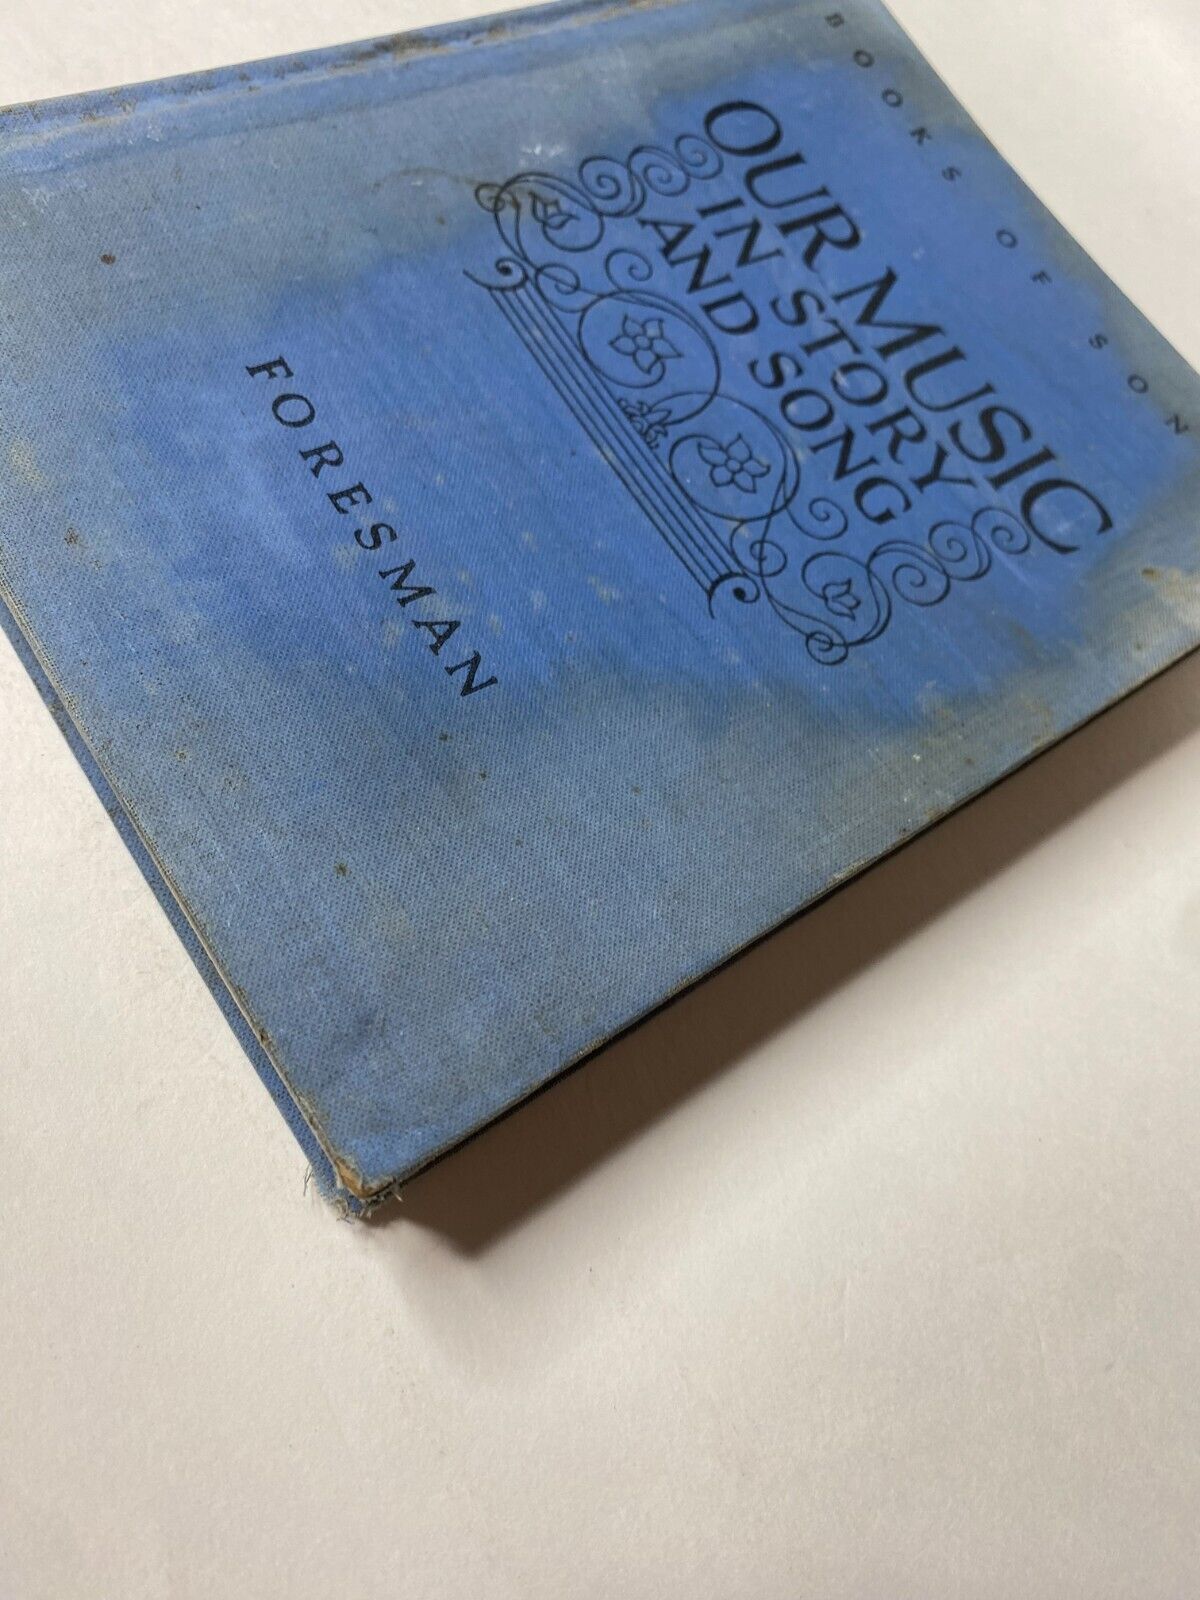 BOOKS OF SON
OUR MUSIC
IN STORY
AND SONG
FORESMAN